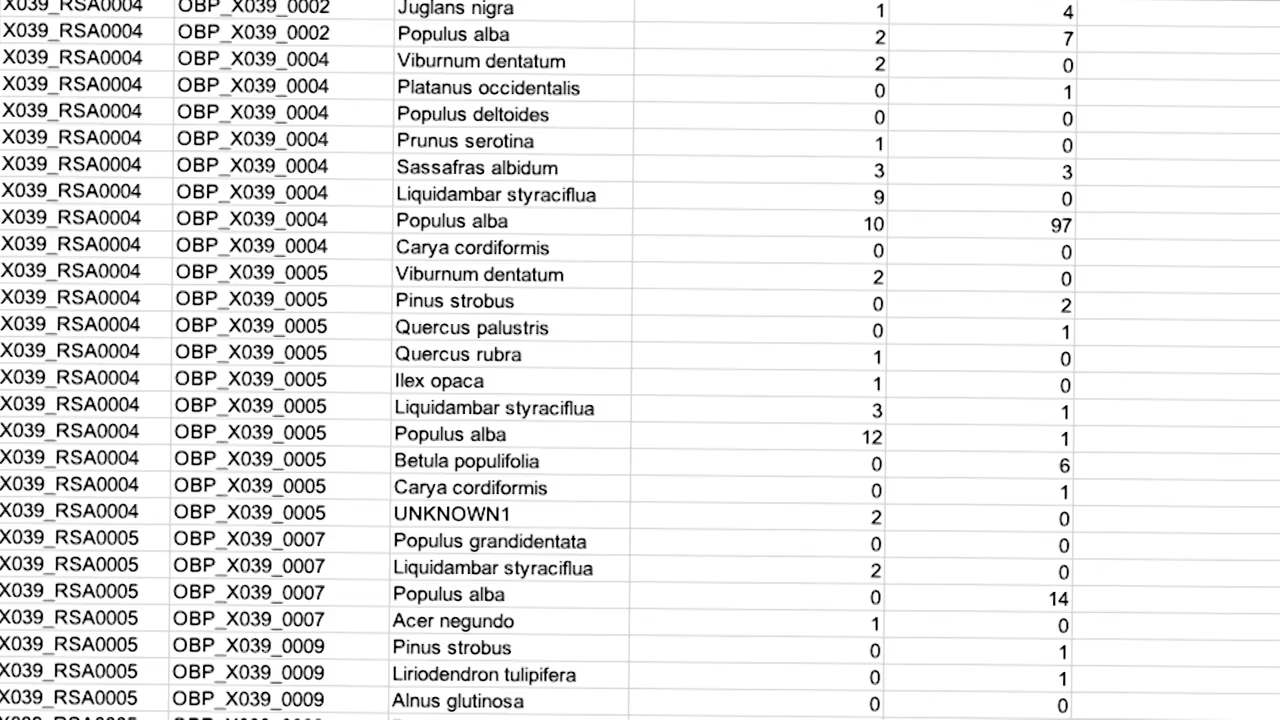 X039_RSA0004 OBP_X039_0002 Juglans nigra 1 4
X039_RSA0004 OBP_X039_0002 Populus alba 2 7
X039_RSA0004 OBP_X039_0004 Viburnum dentatum 2 0
X039_RSA0004 OBP_X039_0004 Platanus occidentalis 0 1
X039_RSA0004 OBP_X039_0004 Populus deltoides 0 0
X039_RSA0004 OBP_X039_0004 Prunus serotina 1 0
X039_RSA0004 OBP_X039_0004 Sassafras albidum 3 3
X039_RSA0004 OBP_X039_0004 Liquidambar styraciflua 9 0
X039_RSA0004 OBP_X039_0004 Populus alba 10 97
X039_RSA0004 OBP_X039_0004 Carya cordiformis 0 0
X039_RSA0004 OBP_X039_0005 Viburnum dentatum 2 0
X039_RSA0004 OBP_X039_0005 Pinus strobus 0 2
X039_RSA0004 OBP_X039_0005 Quercus palustris 0 1
X039_RSA0004 OBP_X039_0005 Quercus rubra 1 0
X039_RSA0004 OBP_X039_0005 Ilex opaca 1 0
X039_RSA0004 OBP_X039_0005 Liquidambar styraciflua 3 1
X039_RSA0004 OBP_X039_0005 Populus alba 12 1
X039_RSA0004 OBP_X039_0005 Betula populifolia 0 6
X039_RSA0004 OBP_X039_0005 Carya cordiformis 0 1
X039_RSA0004 OBP_X039_0005 UNKNOWN1 2 0
X039_RSA0005 OBP_X039_0007 Populus grandidentata 0 0
X039_RSA0005 OBP_X039_0007 Liquidambar styraciflua 2 0
X039_RSA0005 OBP_X039_0007 Populus alba 0 14
X039_RSA0005 OBP_X039_0007 Acer negundo 1 0
X039_RSA0005 OBP_X039_0009 Pinus strobus 0 1
X039_RSA0005 OBP_X039_0009 Liriodendron tulipifera 0 1
X039_RSA0005 OBP_X039_0009 Alnus glutinosa 0 0